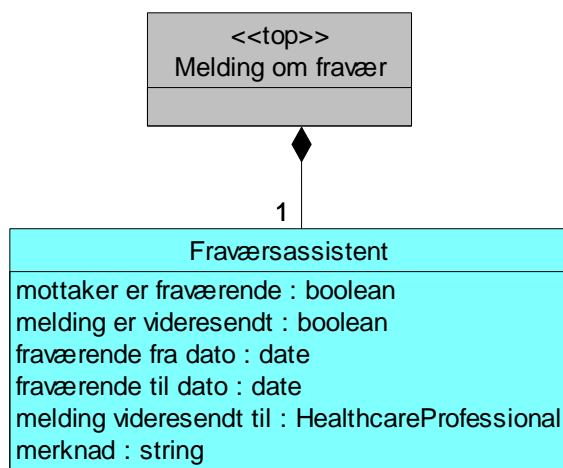 <<top>>
Melding om fravær
1
Fraværsassistent
mottaker er fraværende : boolean
melding er videresendt : boolean
fraværende fra dato : date
fraværende til dato : date
melding videresendt til : HealthcareProfessional
merknad : string